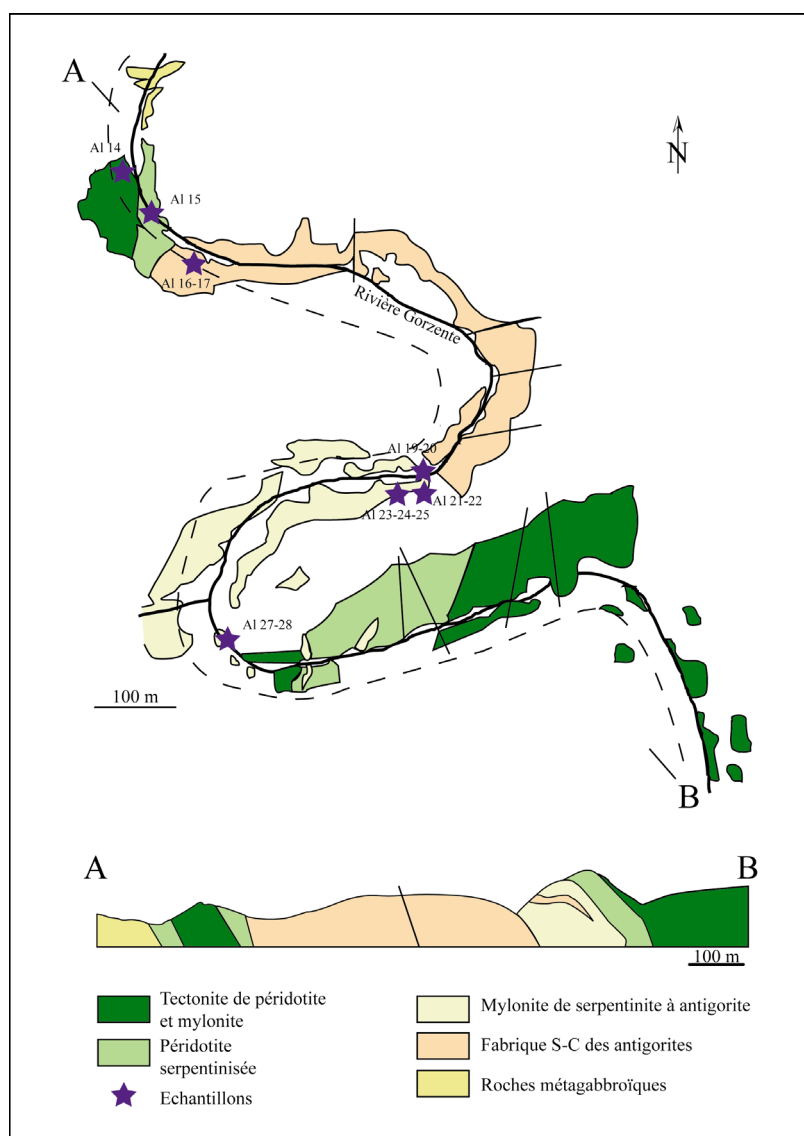 A
N
Al 14
Al 15
Al 16-17
Rivière Gorzente
Al 19-20
Al 21-22
Al 23-24-25
Al 27-28
100 m
B
A
B
100 m
Tectonite de péridotite
et mylonite
Péridotite
serpentinisée
Echantillons
Mylonite de serpentinite à antigorite
Fabrique S-C des antigorites
Roches métagabbroïques